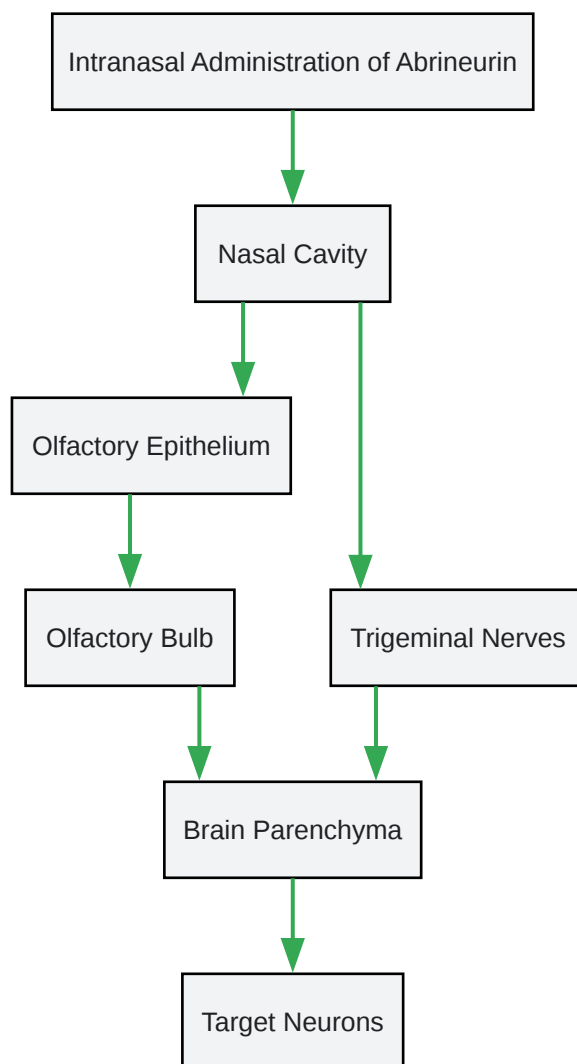 Intranasal Administration of Abrineurin
Nasal Cavity
Olfactory Epithelium
Olfactory Bulb
Trigeminal Nerves
Brain Parenchyma
Target Neurons